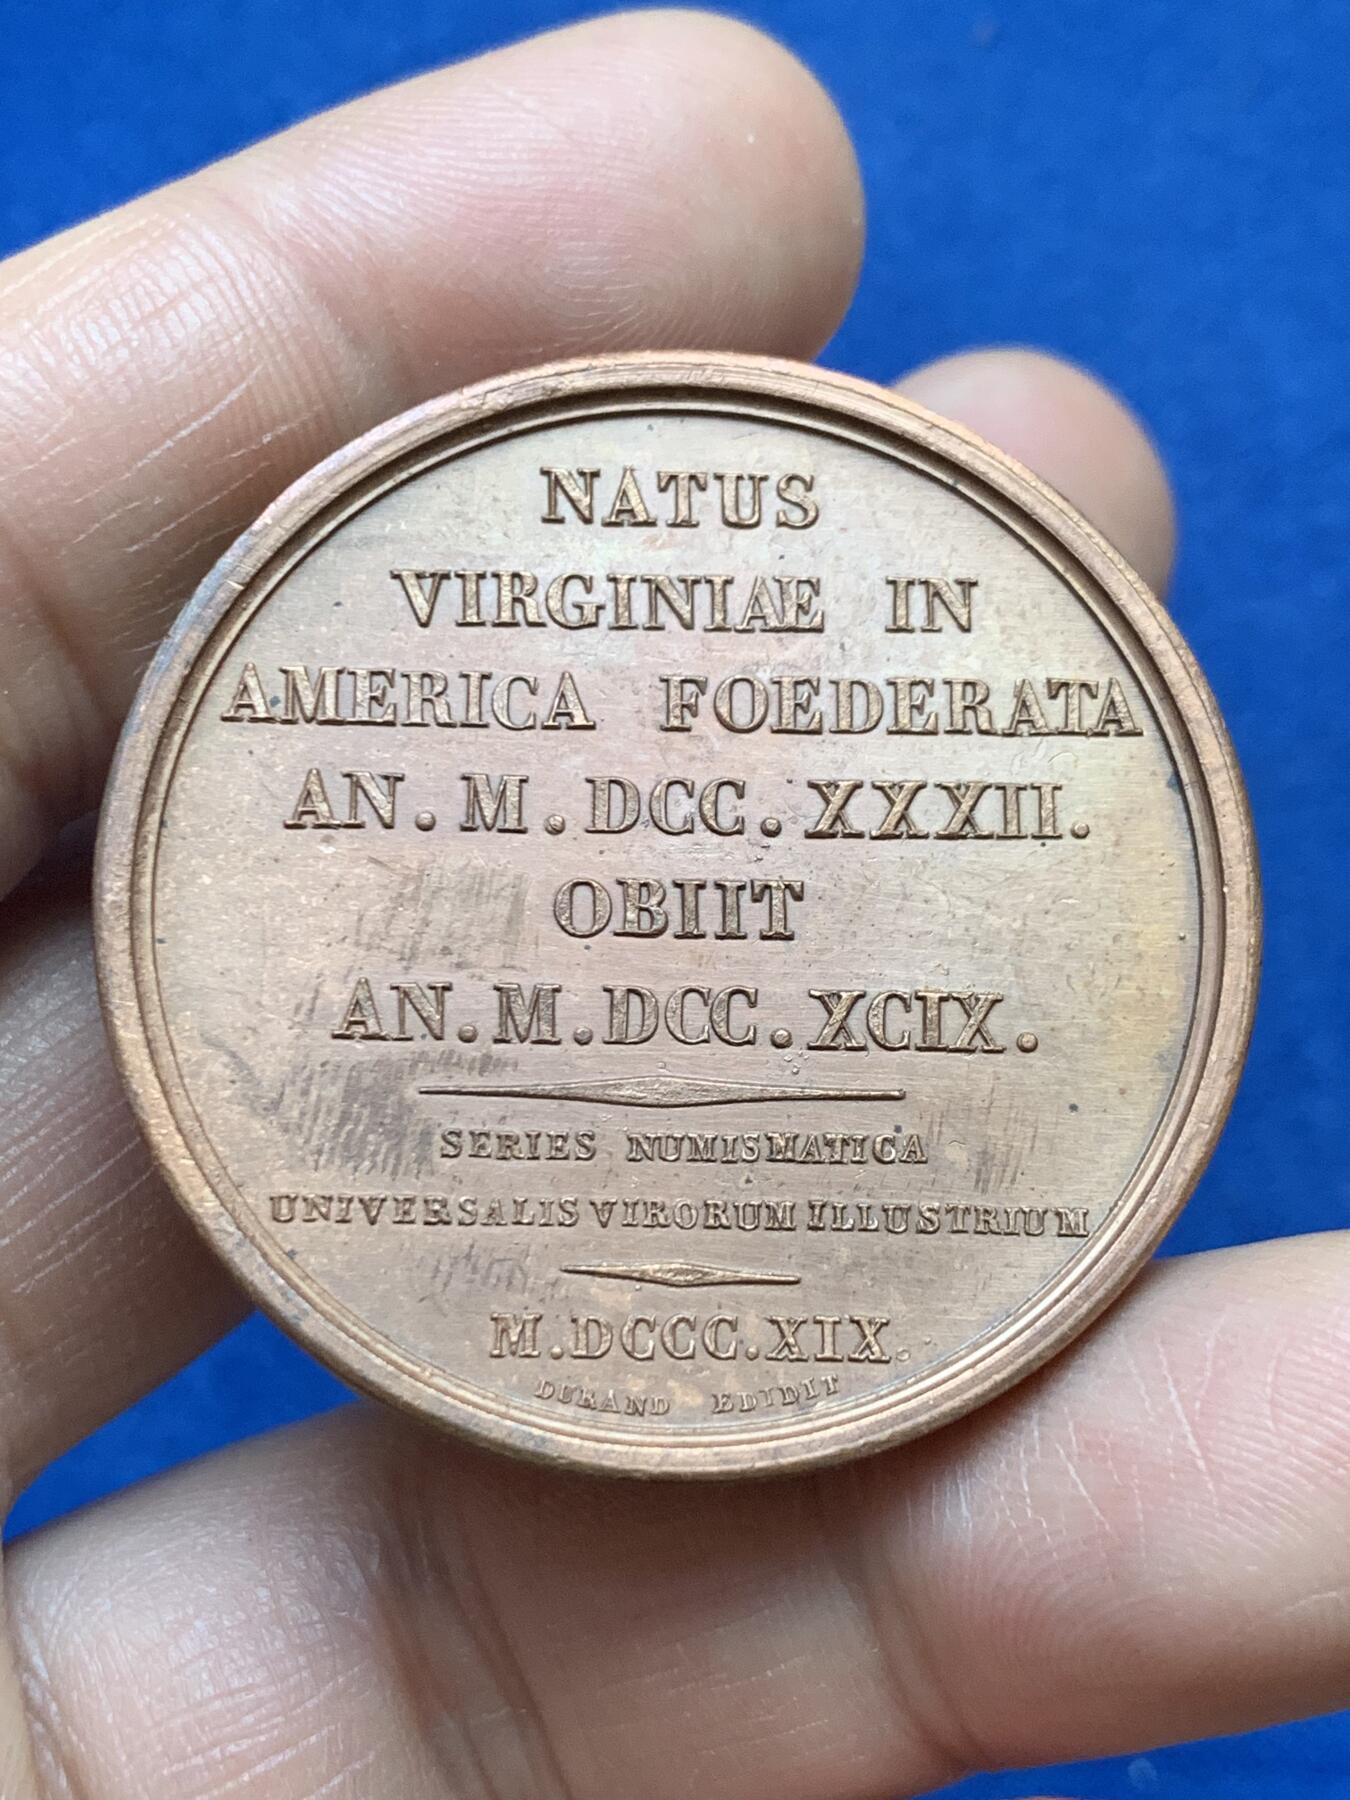 NATUS
VIRGINIÆ IN
AMERICA FOEDERATA
AN. M. DCC. XXXII.
OBIIT
AN. M. DCC. XCIX.
SERIES NUMISMATICA
UNIVERSALIS VIRORUM ILLUSTRIUM
M.DCCC.XIX.
DURAND EDIDIT